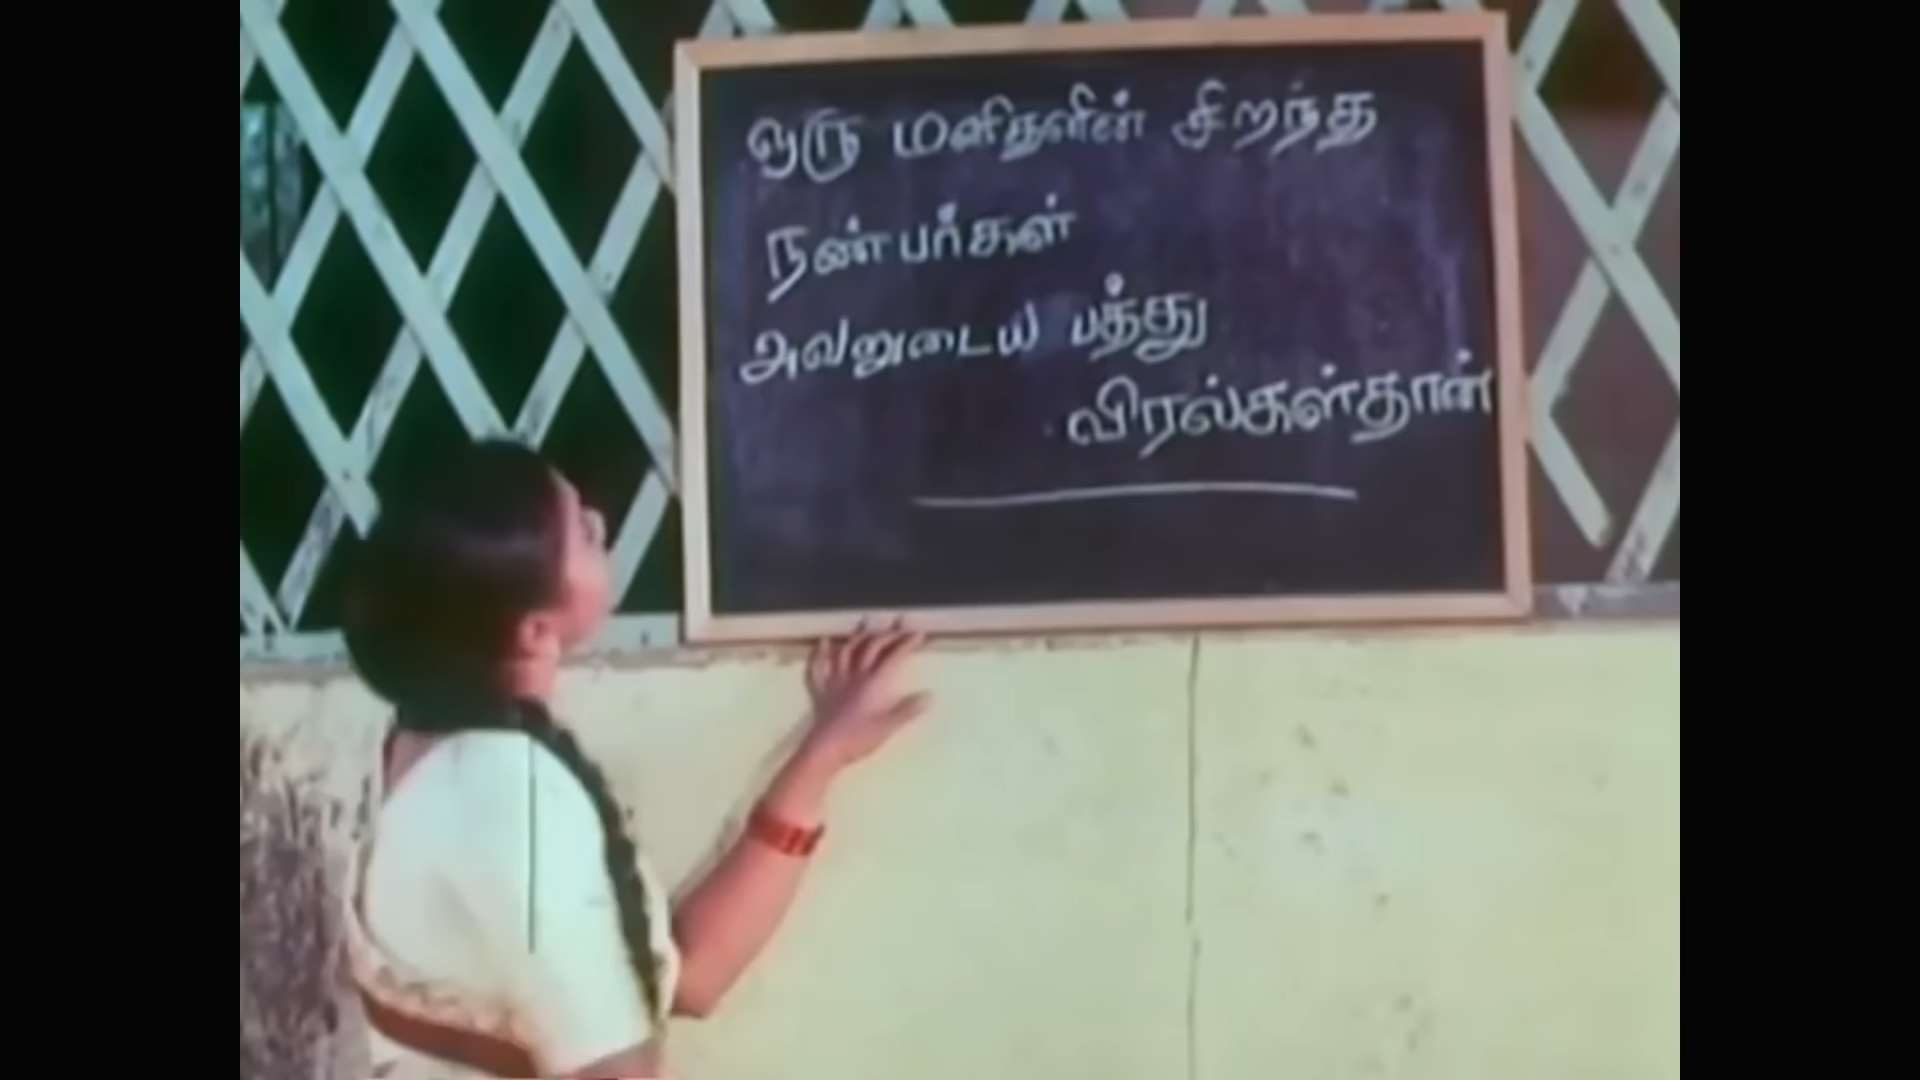 ஒரு மனிதனின் சிறந்த
நண்பர்கள்
அவனுடைய பத்து
விரல்கள்தான்